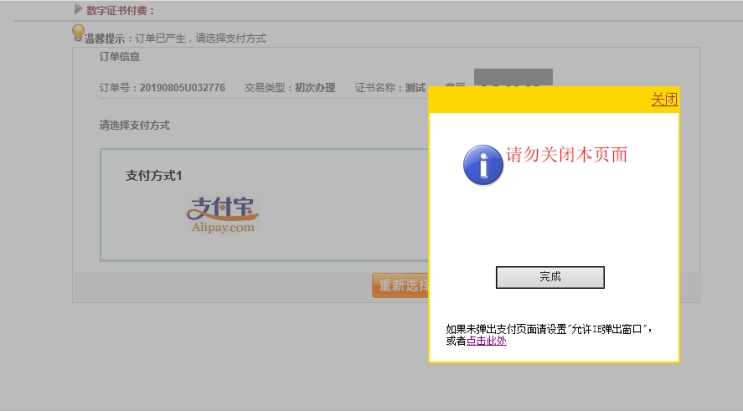 数字证书付费：
温馨提示：订单已产生，请选择支付方式
订单信息
订单号：20190805U032776 交易类型：初次办理 证书名称：测试 费用
请选择支付方式
支付方式1
支付宝
Alipay.com
重新选择
关闭
请勿关闭本页面
完成
如果未弹出支付页面请设置"允许IE弹出窗口"，
或者点击此处